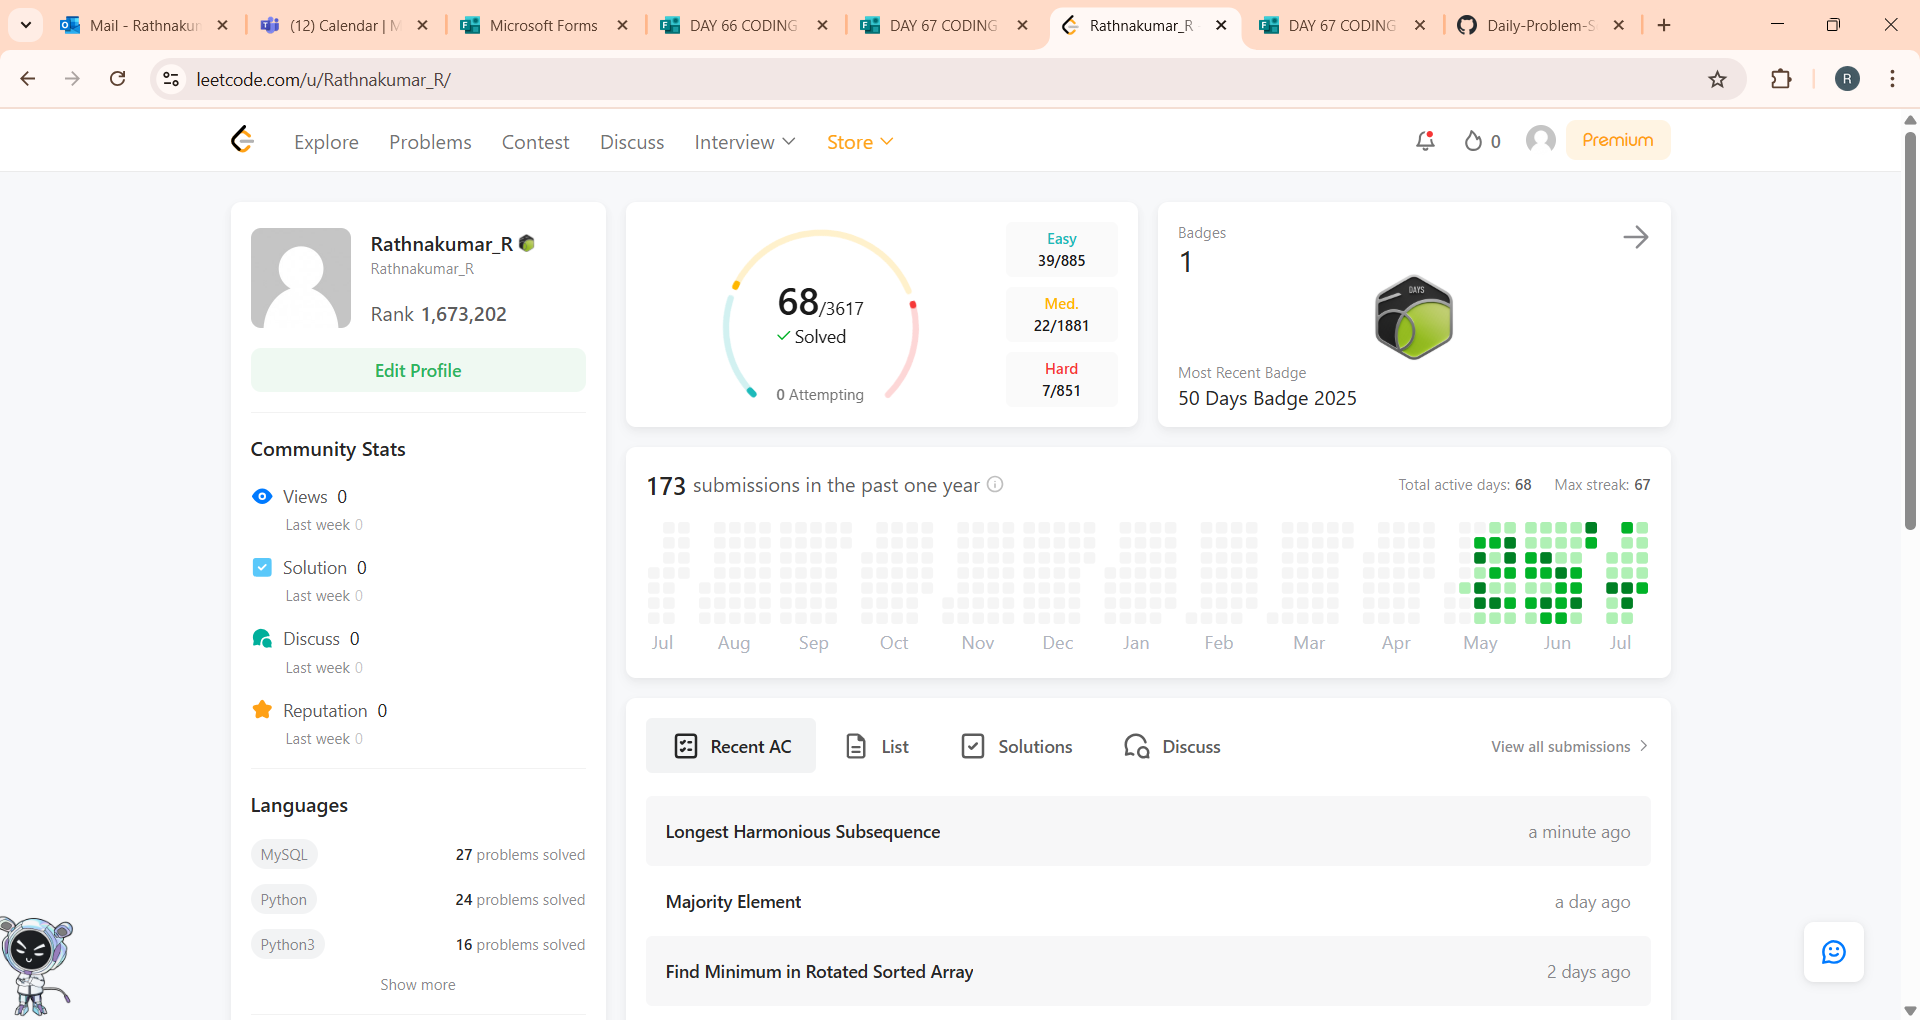 Mail - Rathnakun
(12) Calendar | M
Microsoft Forms
DAY 66 CODING
DAY 67 CODING
Rathnakumar_R
DAY 67 CODING
Daily-Problem-S
leetcode.com/u/Rathnakumar_R/
R
Explore
Problems
Contest
Discuss
Interview
Store
0
Premium
Rathnakumar_R
Rathnakumar_R
Rank 1,673,202
Edit Profile
Community Stats
Views 0
Last week 0
Solution 0
Last week 0
Discuss 0
Last week 0
Reputation 0
Last week 0
Languages
MySQL 27 problems solved
Python 24 problems solved
Python3 16 problems solved
Show more
68/3617
Solved
0 Attempting
Easy
39/885
Med.
22/1881
Hard
7/851
Badges
1
DAYS
Most Recent Badge
50 Days Badge 2025
173 submissions in the past one year
Total active days: 68 Max streak: 67
Jul Aug Sep Oct Nov Dec Jan Feb Mar Apr May Jun Jul
Recent AC
List
Solutions
Discuss
View all submissions
Longest Harmonious Subsequence a minute ago
Majority Element a day ago
Find Minimum in Rotated Sorted Array 2 days ago